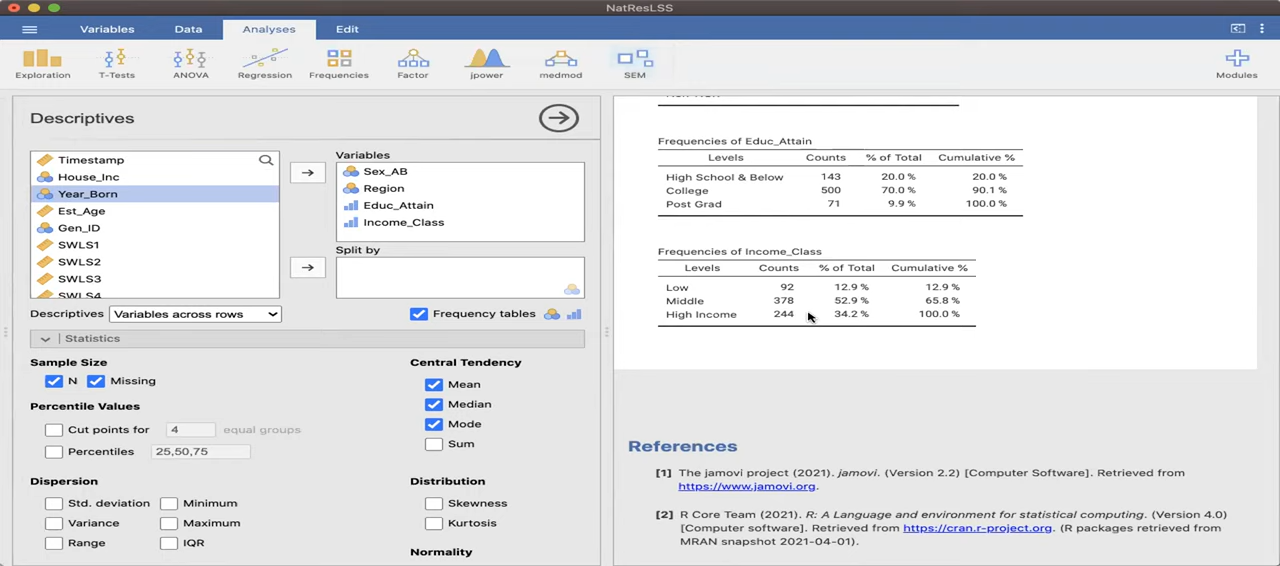 NatResLSS
Variables Data Analyses Edit
Exploration T-Tests ANOVA Regression Frequencies Factor jpower medmod SEM Modules
Descriptives
Timestamp
House_Inc
Year_Born
Est_Age
Gen_ID
SWLS1
SWLS2
SWLS3
SWLS4
Variables
Sex_AB
Region
Educ_Attain
Income_Class
Split by
Descriptives Variables across rows Frequency tables
Statistics
Sample Size
N Missing
Percentile Values
Cut points for 4 equal groups
Percentiles 25,50,75
Dispersion
Std. deviation Minimum
Variance Maximum
Range IQR
Central Tendency
Mean
Median
Mode
Sum
Distribution
Skewness
Kurtosis
Normality
Frequencies of Educ_Attain
Levels Counts % of Total Cumulative %
High School & Below 143 20.0 % 20.0 %
College 500 70.0 % 90.1 %
Post Grad 71 9.9 % 100.0 %
Frequencies of Income_Class
Levels Counts % of Total Cumulative %
Low 92 12.9 % 12.9 %
Middle 378 52.9 % 65.8 %
High Income 244 34.2 % 100.0 %
References
[1] The jamovi project (2021). jamovi. (Version 2.2) [Computer Software]. Retrieved from
https://www.jamovi.org.
[2] R Core Team (2021). R: A Language and environment for statistical computing. (Version 4.0)
[Computer software]. Retrieved from https://cran.r-project.org. (R packages retrieved from
MRAN snapshot 2021-04-01).